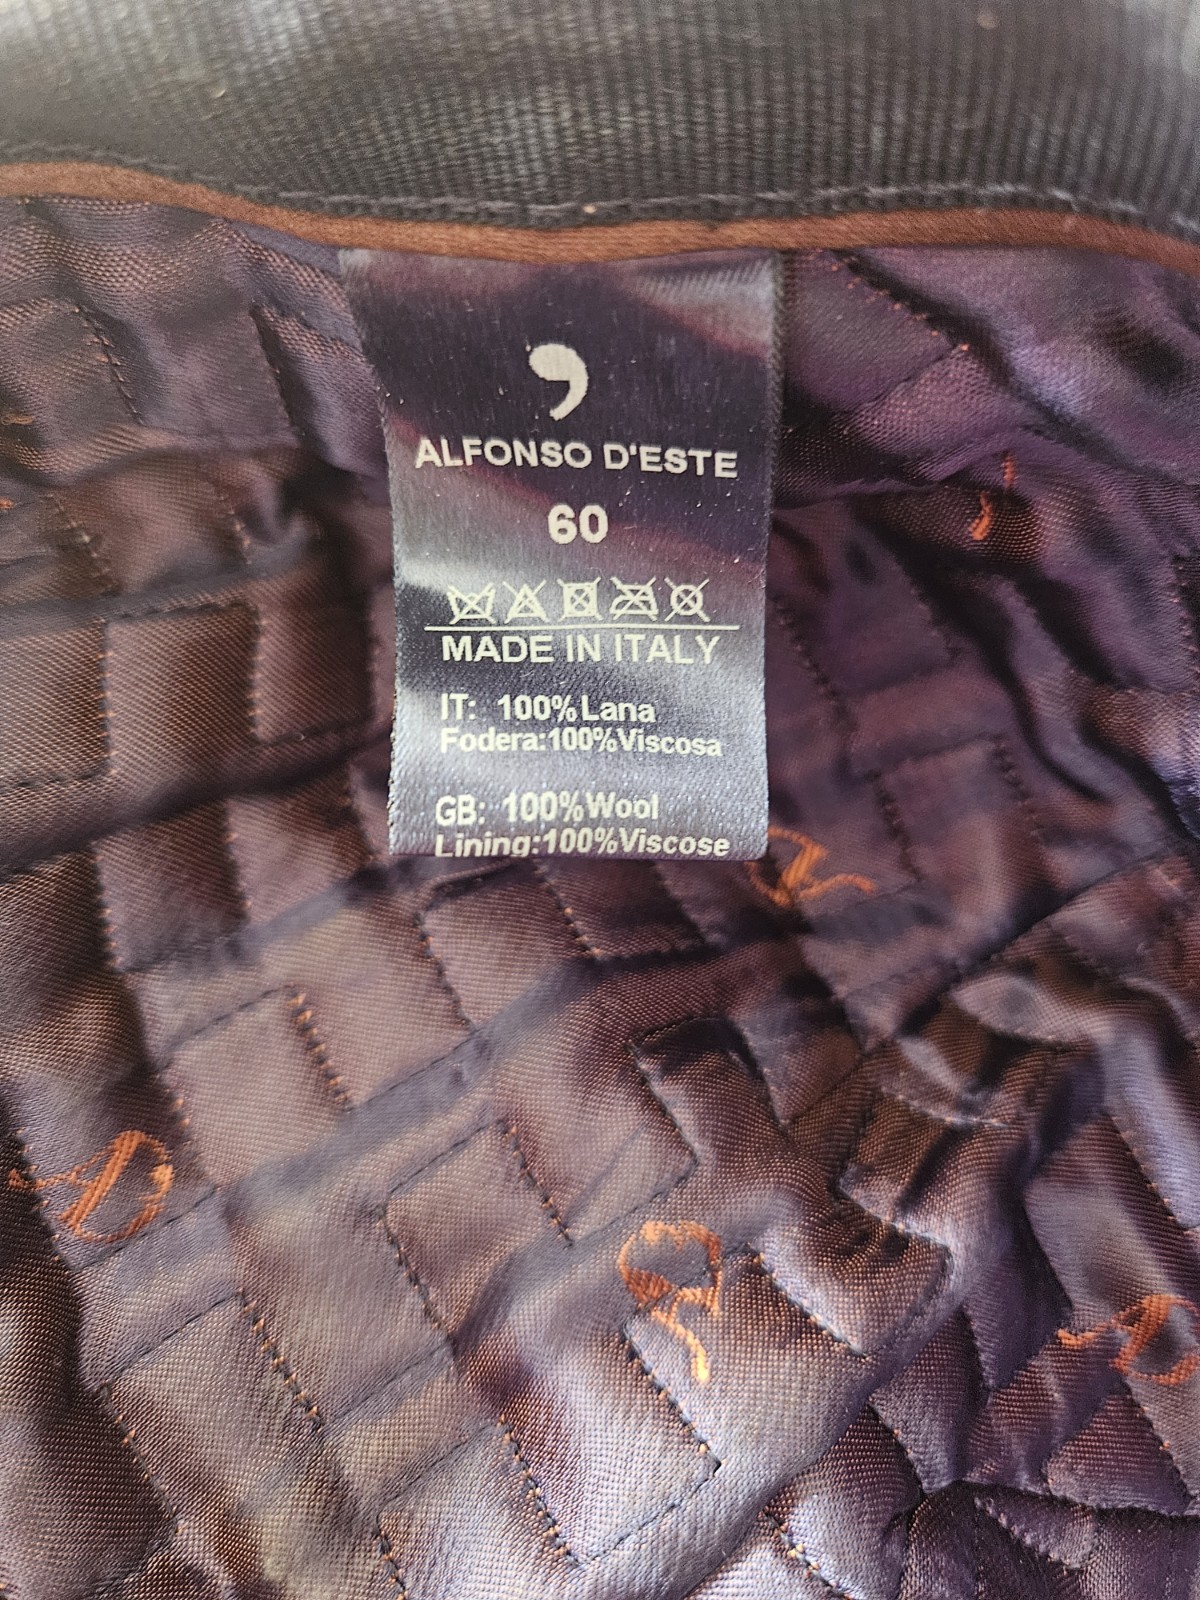 ALFONSO D'ESTE
60
MADE IN ITALY
IT: 100% Lana
Fodera:100%Viscosa
GB: 100%Wool
Lining:100%Viscose